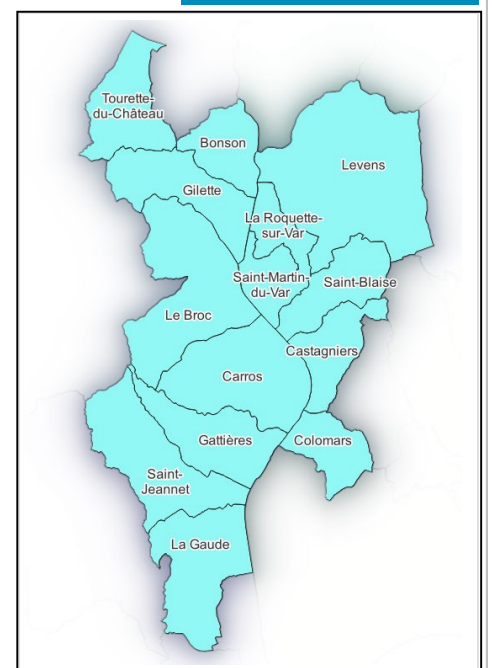 Tourette-
du-Château
Bonson
Levens
Gilette
La Roquette-
sur-Var
Saint-Martin-
du-Var
Saint-Blaise
Le Broc
Castagniers
Carros
Gattières
Colomars
Saint-
Jeannet
La Gaude